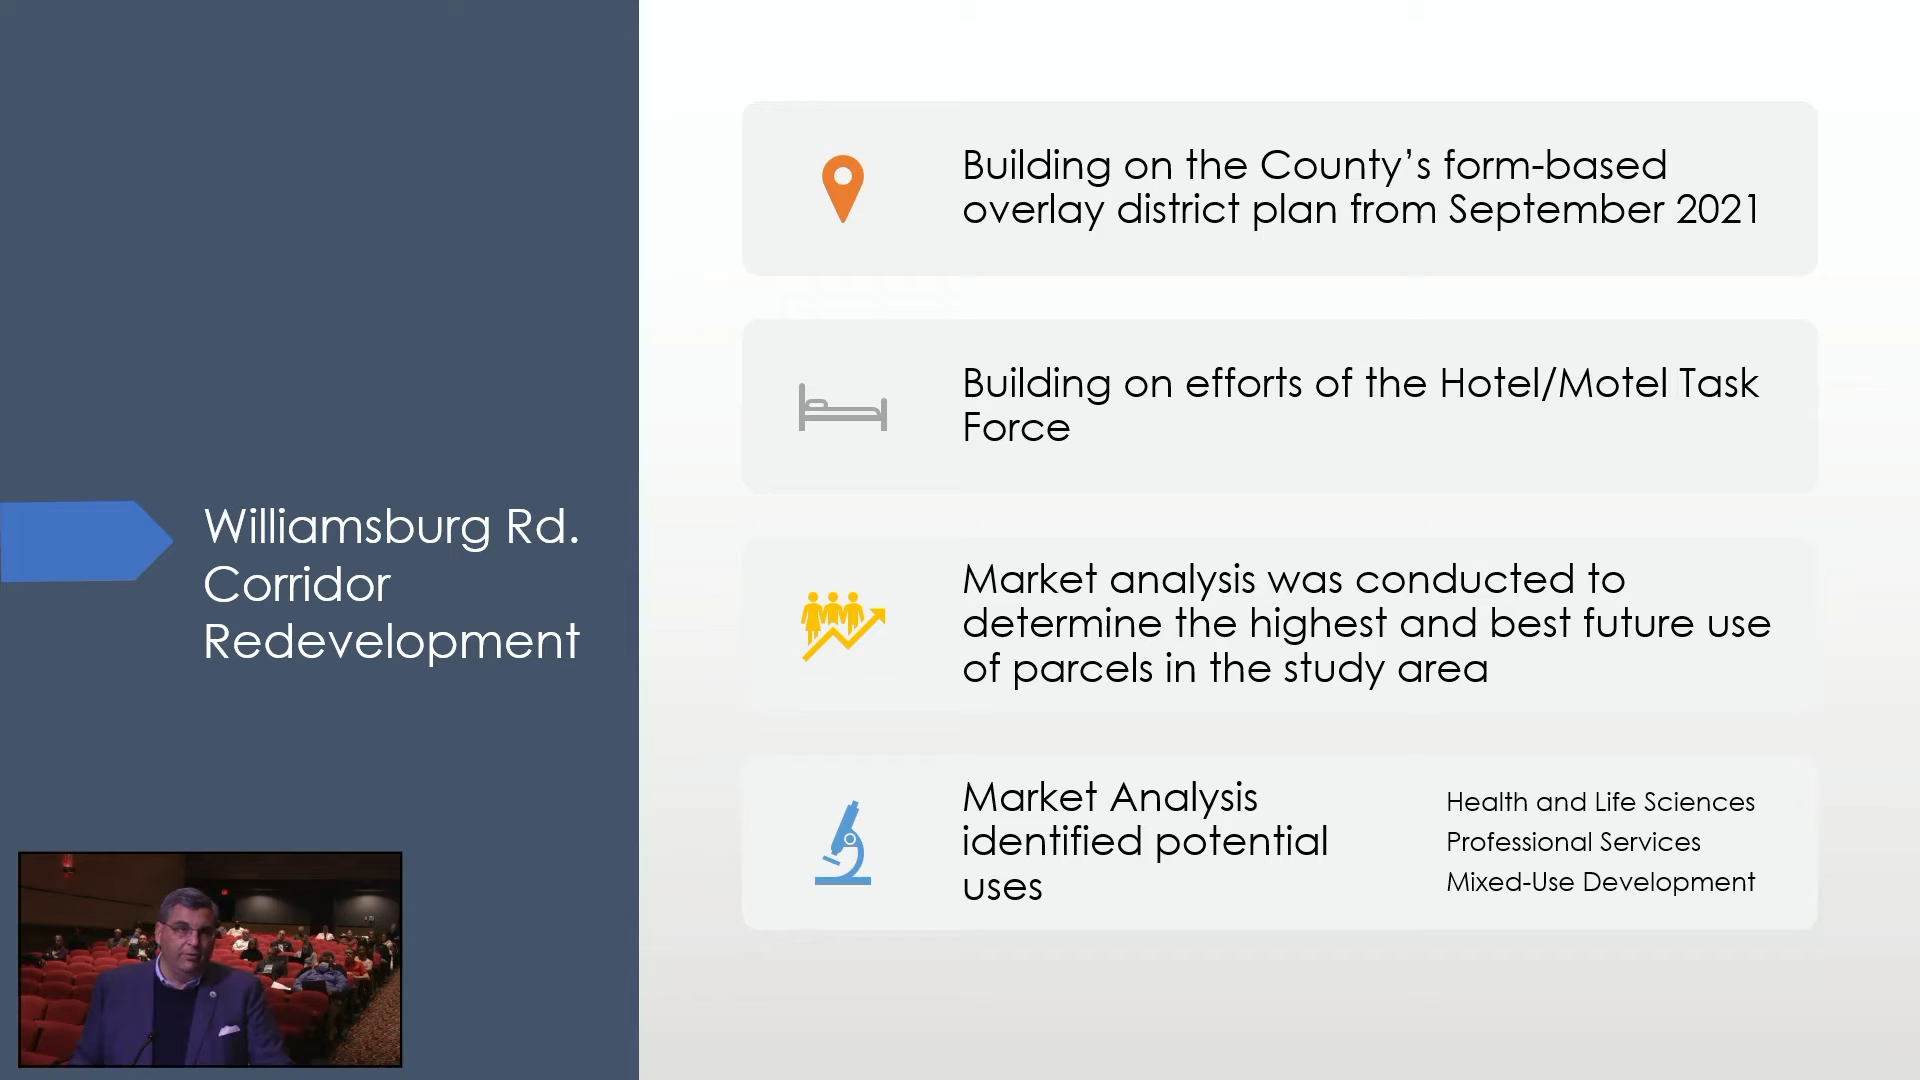 Williamsburg Rd.
Corridor
Redevelopment
Building on the County’s form-based
overlay district plan from September 2021
Building on efforts of the Hotel/Motel Task
Force
Market analysis was conducted to
determine the highest and best future use
of parcels in the study area
Market Analysis
identified potential
uses
Health and Life Sciences
Professional Services
Mixed-Use Development